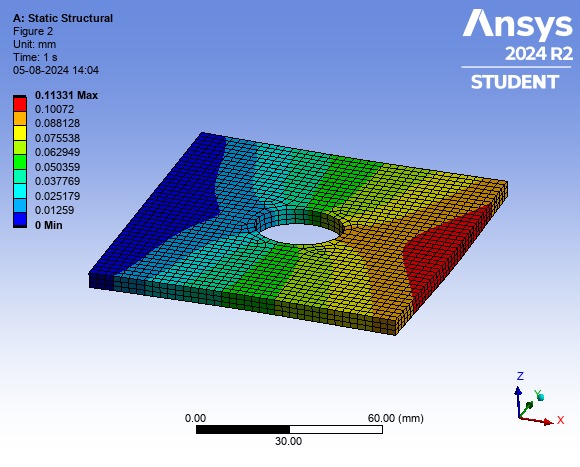 A: Static Structural
Figure 2
Unit: mm
Time: 1 s
05-08-2024 14:04
0.11331 Max
0.10072
0.088128
0.075538
0.062949
0.050359
0.037769
0.025179
0.01259
0 Min
Ansys
2024 R2
STUDENT
Z
Y
X
0.00
60.00 (mm)
30.00